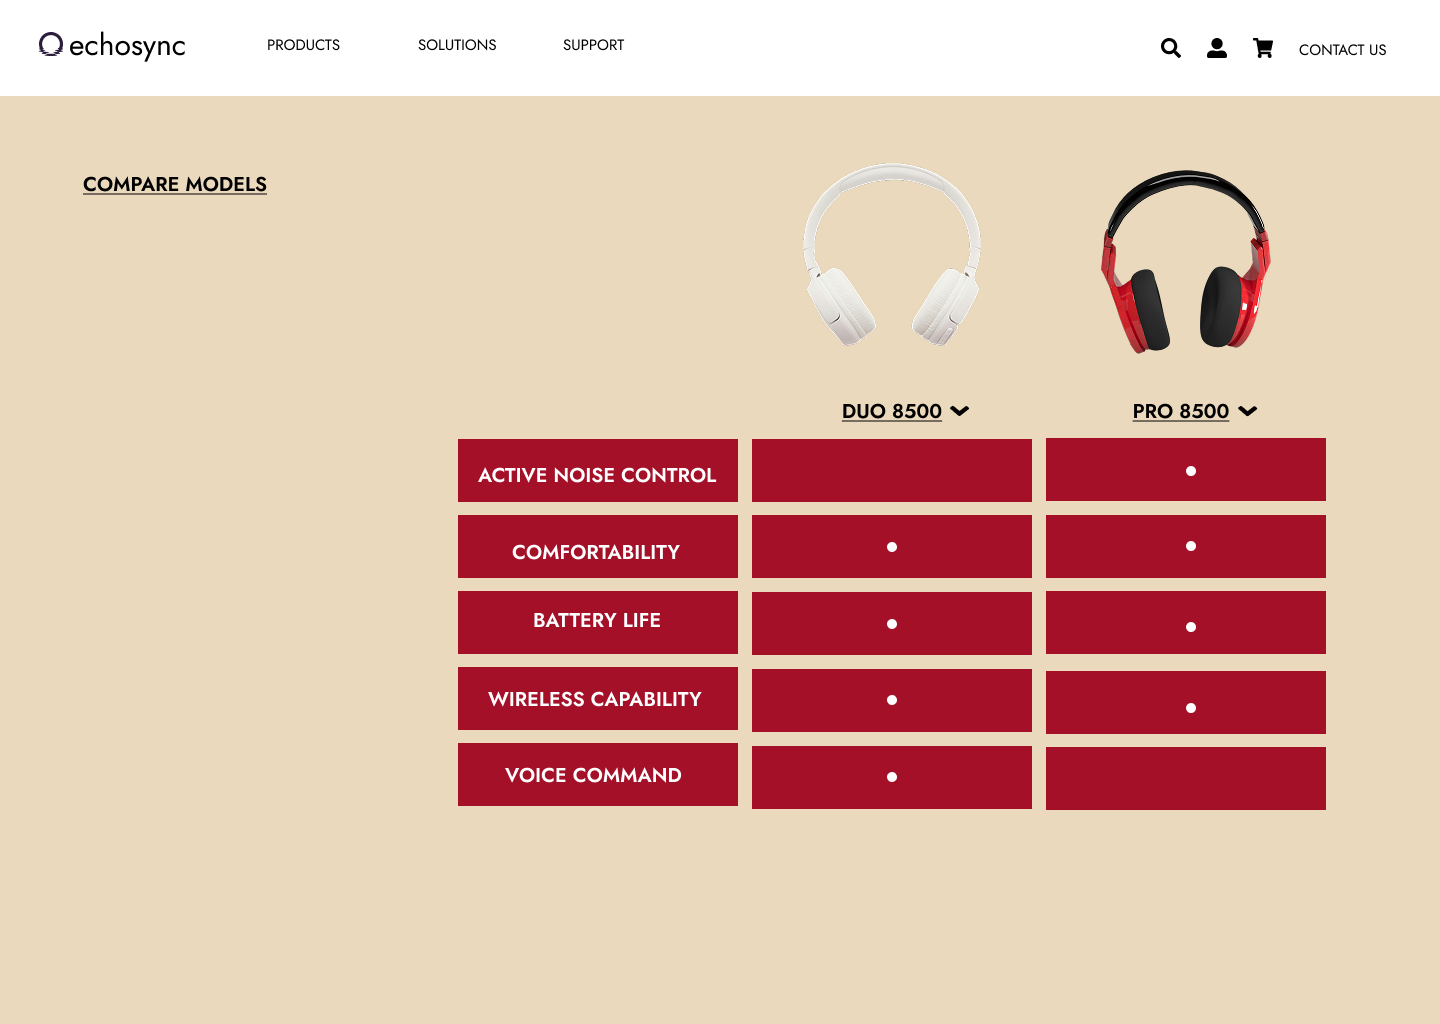 echosync
PRODUCTS
SOLUTIONS
SUPPORT
CONTACT US
COMPARE MODELS
DUO 8500
PRO 8500
ACTIVE NOISE CONTROL
COMFORTABILITY
BATTERY LIFE
WIRELESS CAPABILITY
VOICE COMMAND